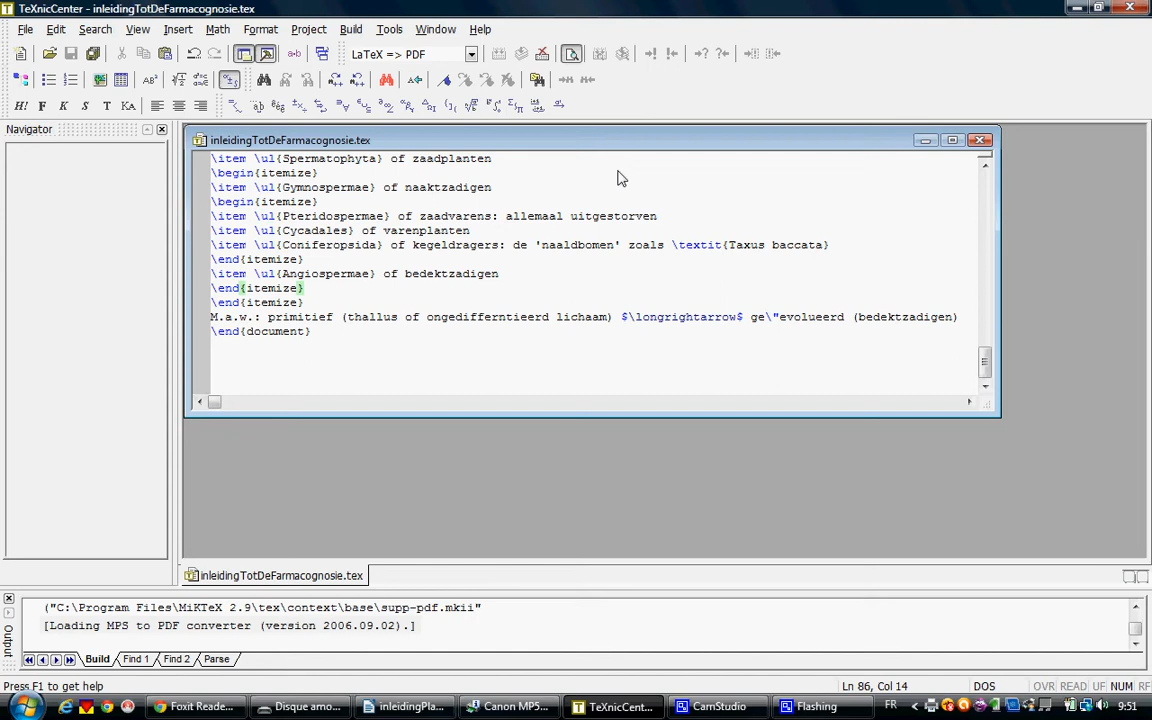 TeXnicCenter - inleidingTotDeFarmacognosie.tex
File Edit Search View Insert Math Format Project Build Tools Window Help
LaTeX => PDF
H! F K S T KA
Navigator
inleidingTotDeFarmacognosie.tex
\item \ul{Spermatophyta} of zaadplanten
\begin{itemize}
\item \ul{Gymnospermae} of naaktzadigen
\begin{itemize}
\item \ul{Pteridospermae} of zaadvarens: allemaal uitgestorven
\item \ul{Cycadales} of varenplanten
\item \ul{Coniferopsida} of kegeldragers: de 'naaldbomen' zoals \textit{Taxus baccata}
\end{itemize}
\item \ul{Angiospermae} of bedektzadigen
\end{itemize}
\end{itemize}
M.a.w.: primitief (thallus of ongedifferntieerd lichaam) $\longrightarrow$ ge\"evolueerd (bedektzadigen)
\end{document}
inleidingTotDeFarmacognosie.tex
Output
("C:\Program Files\MiKTeX 2.9\tex\context\base\supp-pdf.mkii"
[Loading MPS to PDF converter (version 2006.09.02).]
Build Find 1 Find 2 Parse
Press F1 to get help
Ln 86, Col 14 DOS OVR READ UF NUM RF
Foxit Reade... Disque amo... inleidingPla... Canon MP5... TeXnicCent... CamStudio Flashing FR 9:51